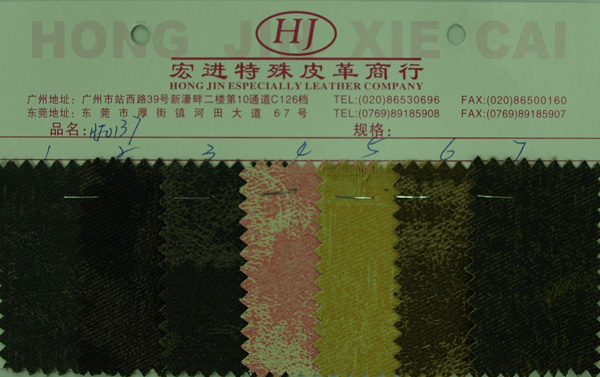 HONG JIN XIE CAI
HJ
宏进特殊皮革商行
HONG JIN ESPECIALLY LEATHER COMPANY
广州地址：广州市站西路39号新濠畔二楼第10通道C126档 TEL:(020)86530696 FAX:(020)86500160
东莞地址：东莞市厚街镇河田大道67号 TEL:(0769)89185908 FAX:(0769)89185907
品名： 规格：
1 2 3 4 5 6 7